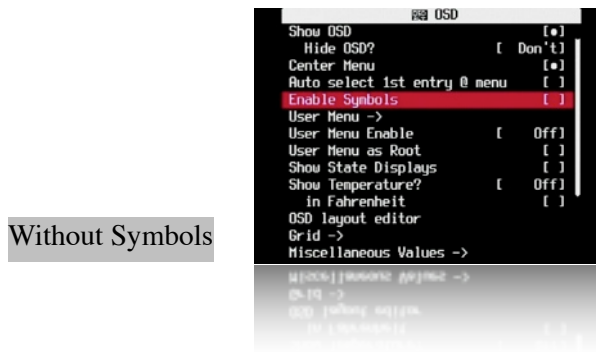 OSD
Show OSD [•]
Hide OSD? [ Don't]
Center Menu [•]
Auto select 1st entry @ menu [ ]
Enable Symbols [ ]
User Menu ->
User Menu Enable [ Off]
User Menu as Root [ ]
Show State Displays [ ]
Show Temperature? [ Off]
in Fahrenheit [ ]
OSD layout editor
Grid ->
Miscellaneous Values ->
Without Symbols